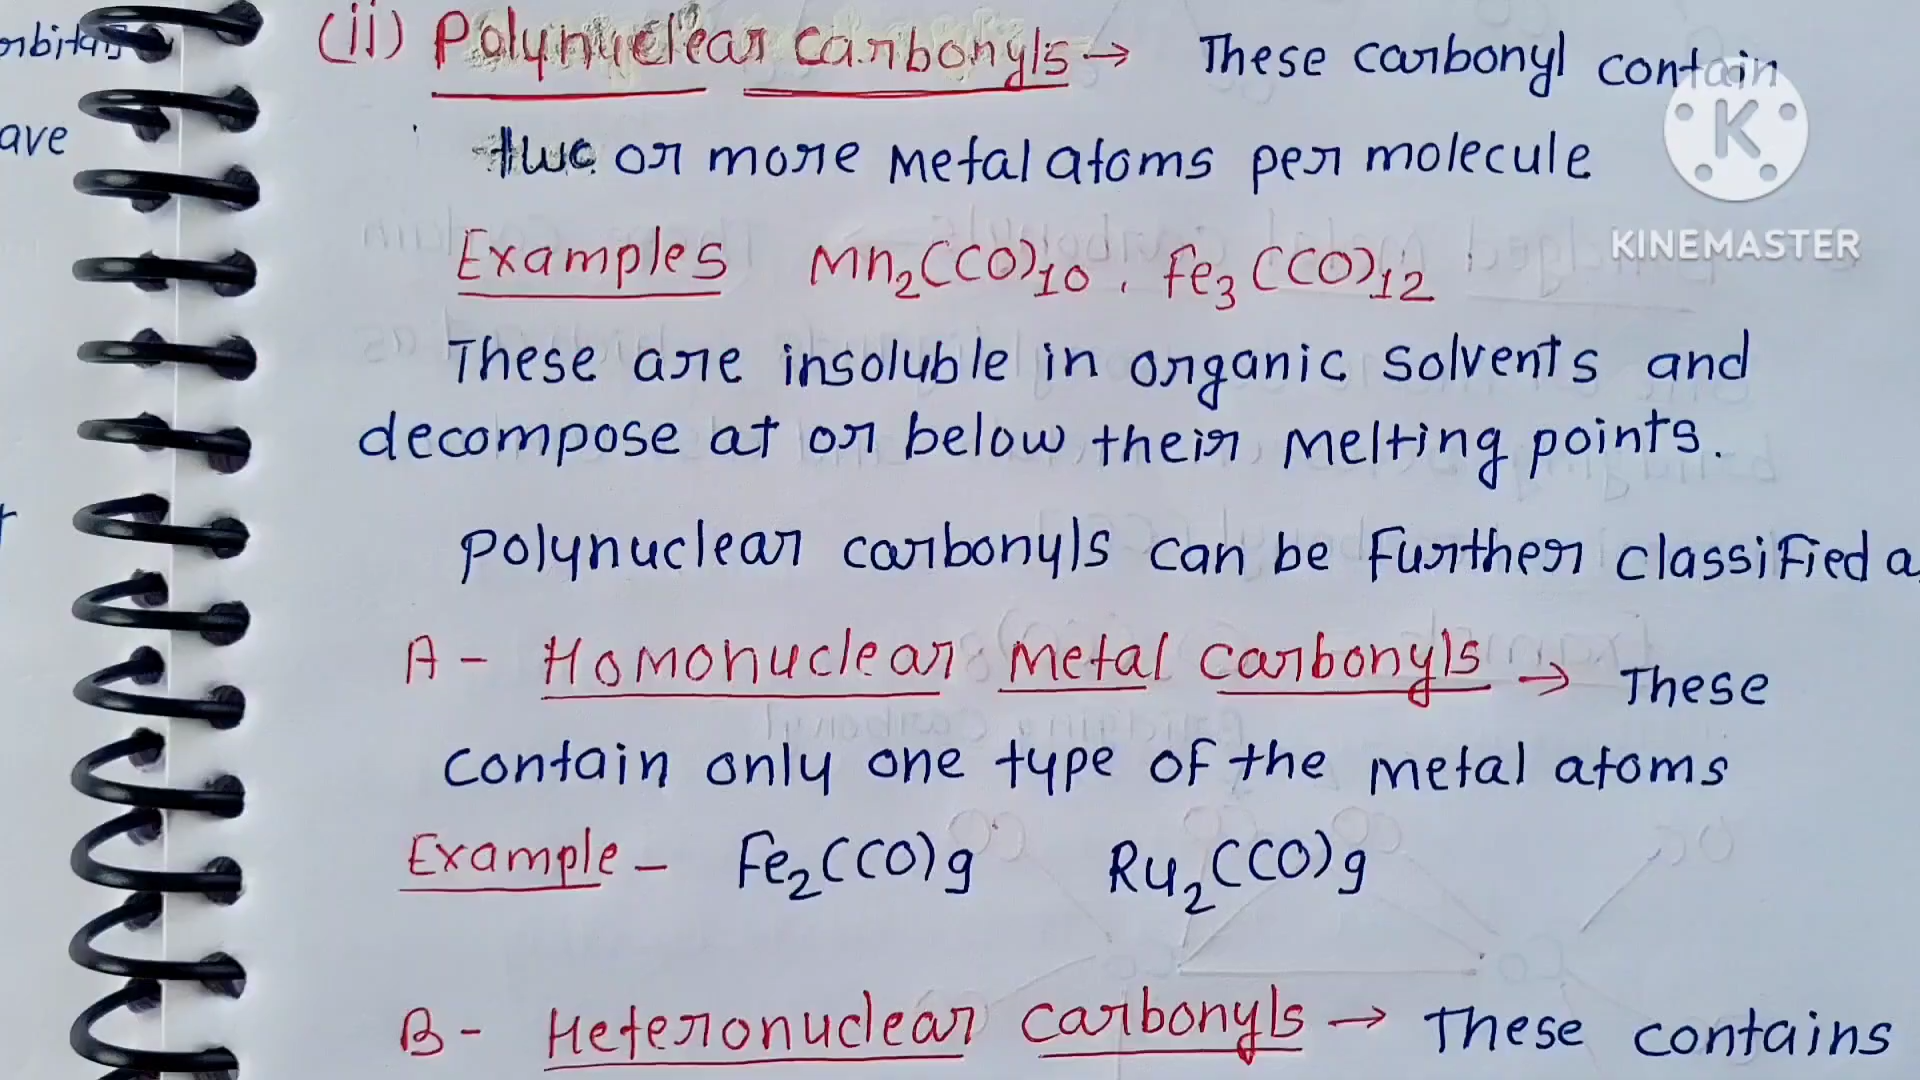 (ii) Polynuclear carbonyls → These carbonyl contain
two or more metal atoms per molecule
Examples Mn₂(CO)₁₀, Fe₃(CO)₁₂
These are insoluble in organic solvents and
decompose at or below their melting points.
Polynuclear carbonyls can be further classified a
A - Homonuclear metal carbonyls → These
contain only one type of the metal atoms
Example - Fe₂(CO)9 Ru₂(CO)9
B - Heteronuclear carbonyls → These contains
orbitals
ave
K
KINEMASTER